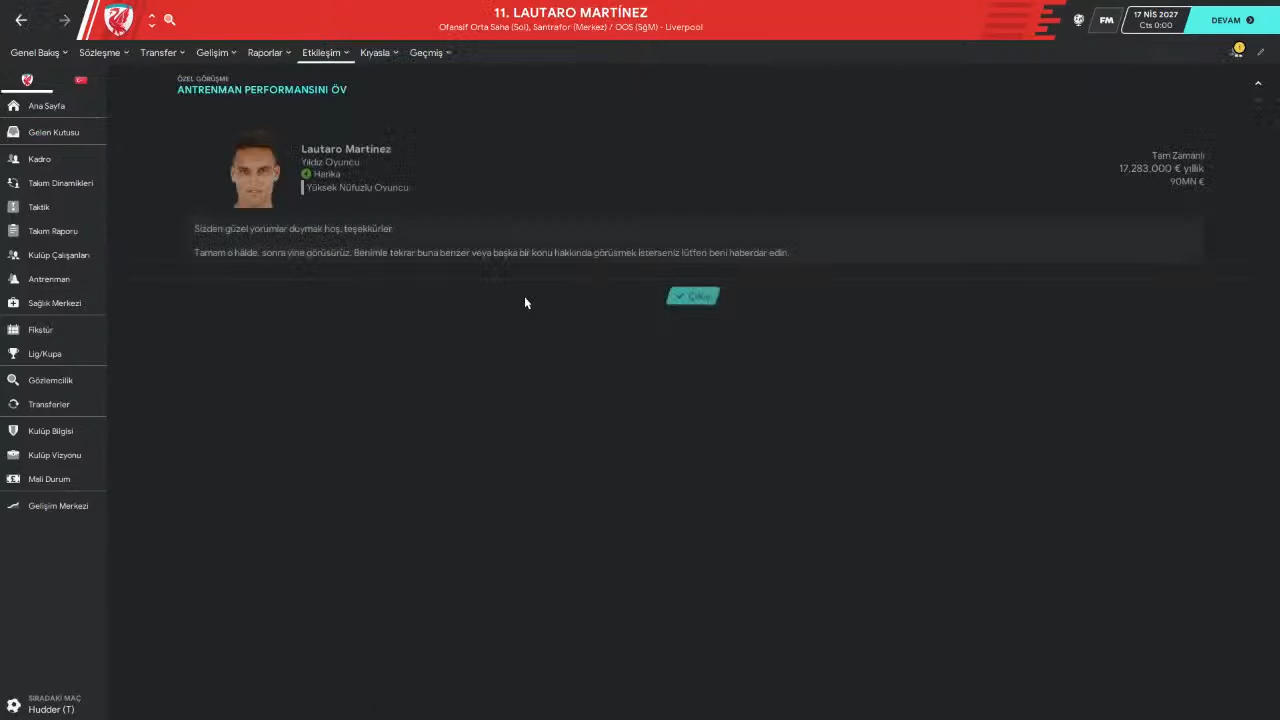 11. LAUTARO MARTÍNEZ
Ofansif Orta Saha (Sol), Santrafor (Merkez) / OOS (SğM) - Liverpool
17 NİS 2027
Cts 0:00
FM
DEVAM
Genel Bakış
Sözleşme
Transfer
Gelişim
Raporlar
Etkileşim
Kıyasla
Geçmiş
ÖZEL GÖRÜŞME
ANTRENMAN PERFORMANSINI ÖV
Ana Sayfa
Gelen Kutusu
Kadro
Takım Dinamikleri
Taktik
Takım Raporu
Kulüp Çalışanları
Antrenman
Sağlık Merkezi
Fikstür
Lig/Kupa
Gözlemcilik
Transferler
Kulüp Bilgisi
Kulüp Vizyonu
Mali Durum
Gelişim Merkezi
Lautaro Martínez
Yıldız Oyuncu
Harika
Yüksek Nüfuzlu Oyuncu
Tam Zamanlı
17,283,000 € yıllık
90MN €
Sizden güzel yorumlar duymak hoş, teşekkürler.
Tamam o hâlde, sonra yine görüşürüz. Benimle tekrar buna benzer veya başka bir konu hakkında görüşmek isterseniz lütfen beni haberdar edin.
Çıkış
SIRADAKİ MAÇ
Hudder (T)